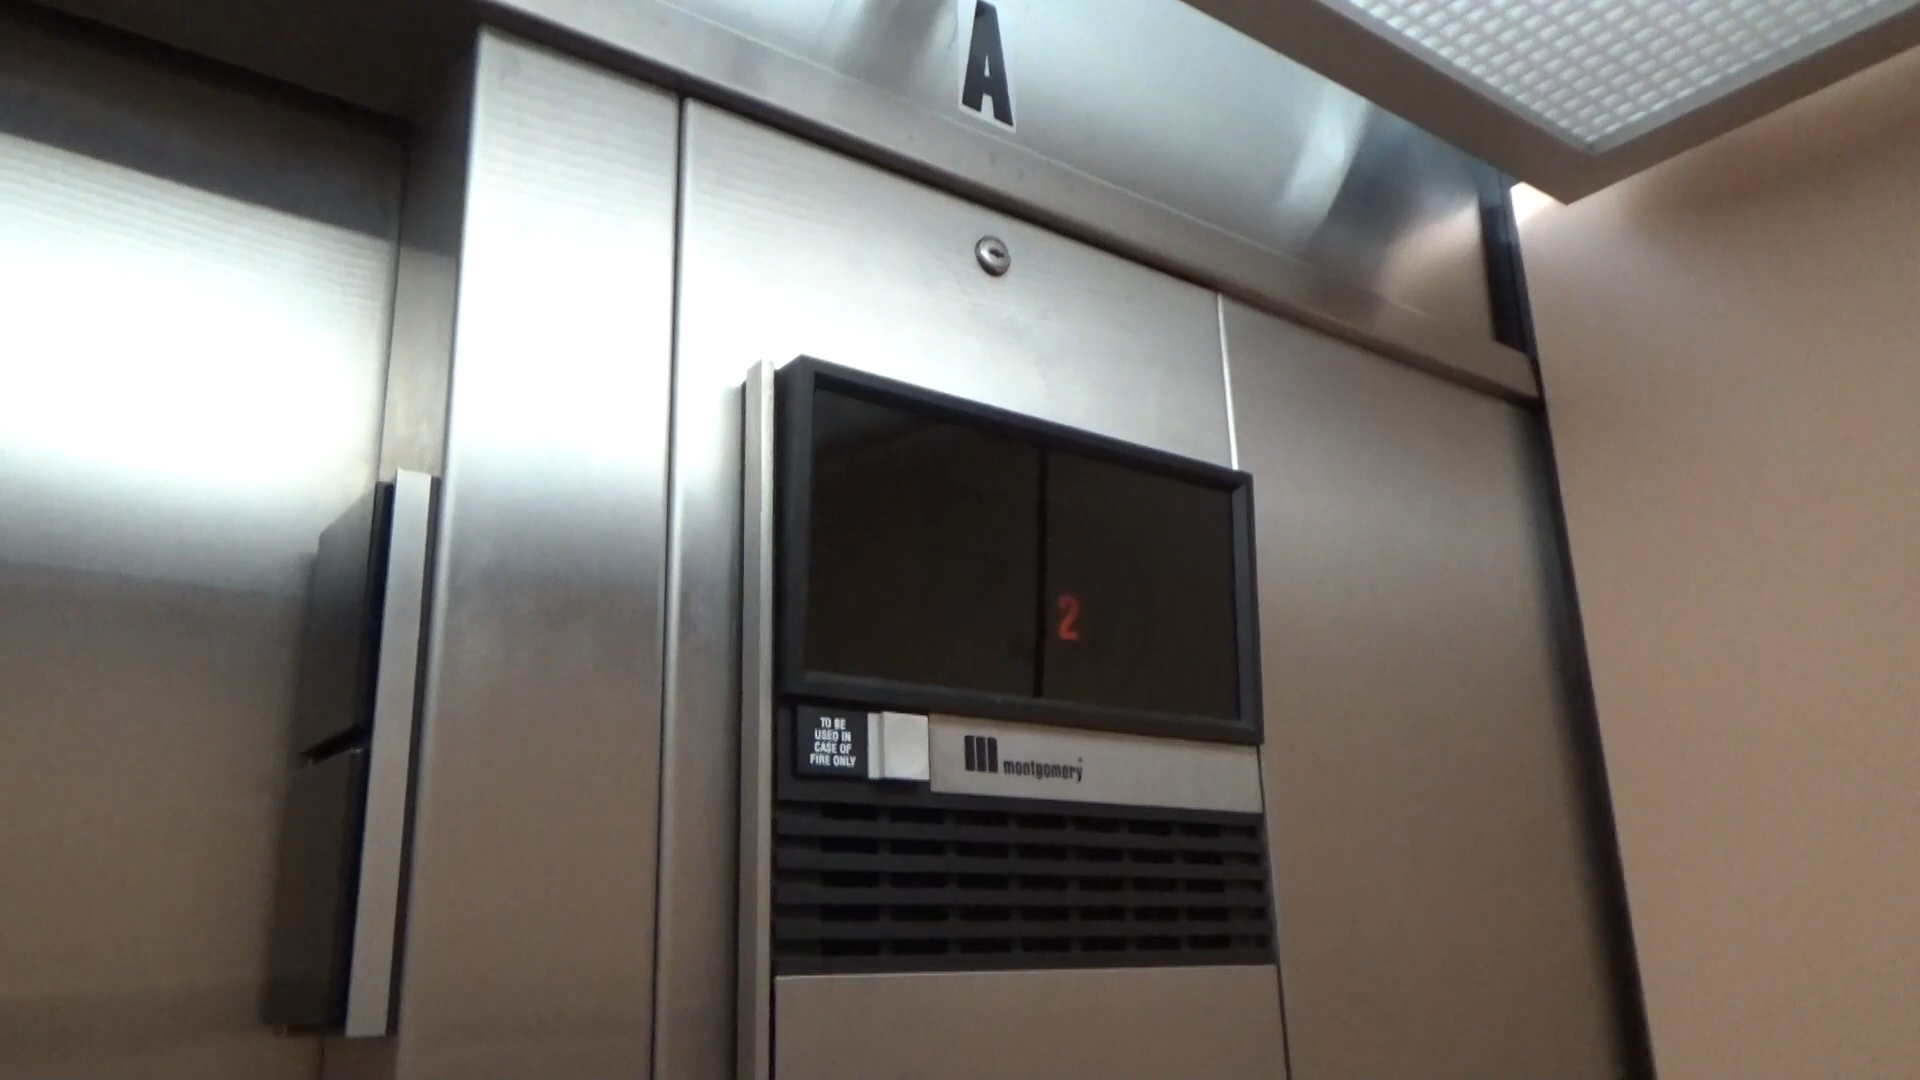 A
2
TO BE
USED IN
CASE OF
FIRE ONLY
montgomery